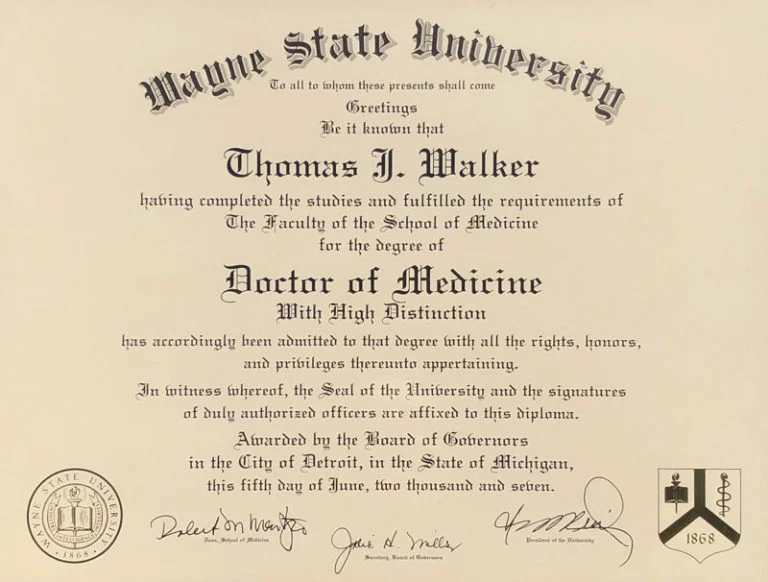 Wayne State University
To all to whom these presents shall come
Greetings
Be it known that
Thomas J. Walker
having completed the studies and fulfilled the requirements of
The Faculty of the School of Medicine
for the degree of
Doctor of Medicine
With High Distinction
has accordingly been admitted to that degree with all the rights, honors,
and privileges thereunto appertaining.
In witness whereof, the Seal of the University and the signatures
of duly authorized officers are affixed to this diploma.
Awarded by the Board of Governors
in the City of Detroit, in the State of Michigan,
this fifth day of June, two thousand and seven.
WAYNE STATE UNIVERSITY
1868
Dean, School of Medicine
Julie H. Miller
Secretary, Board of Governors
President of the University
1868